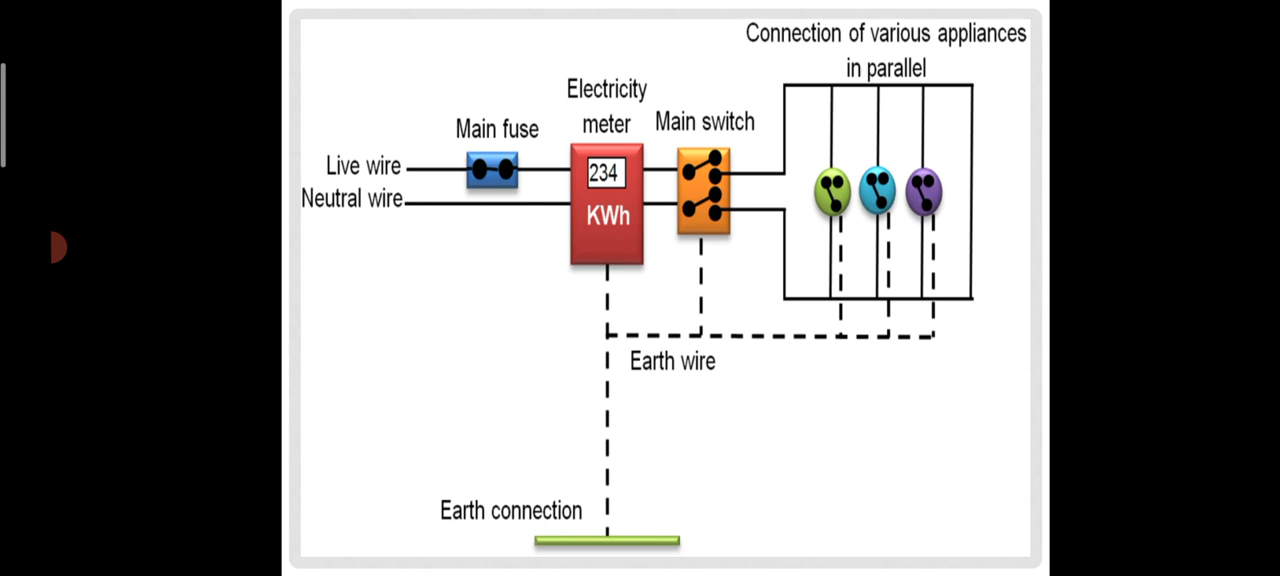 Connection of various appliances
in parallel
Electricity
meter
Main switch
Main fuse
Live wire
Neutral wire
234
KWh
Earth wire
Earth connection